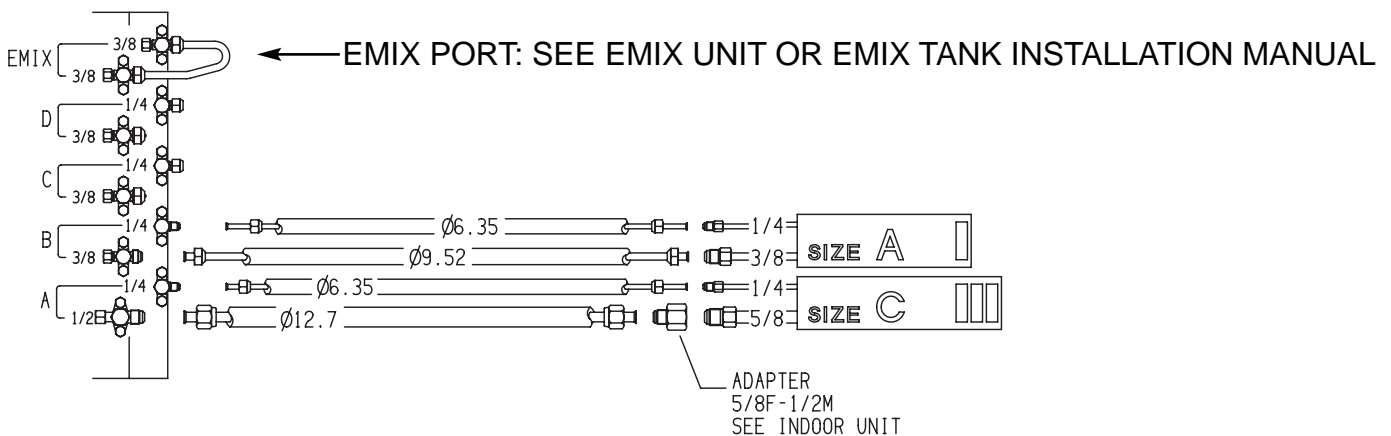 EMIX
3/8
EMIX PORT: SEE EMIX UNIT OR EMIX TANK INSTALLATION MANUAL
3/8
D
1/4
3/8
C
1/4
3/8
B
1/4
3/8
Ø6.35
1/4
Ø9.52
3/8
SIZE A
A
1/4
1/2
Ø6.35
1/4
Ø12.7
5/8
SIZE C
ADAPTER
5/8F-1/2M
SEE INDOOR UNIT